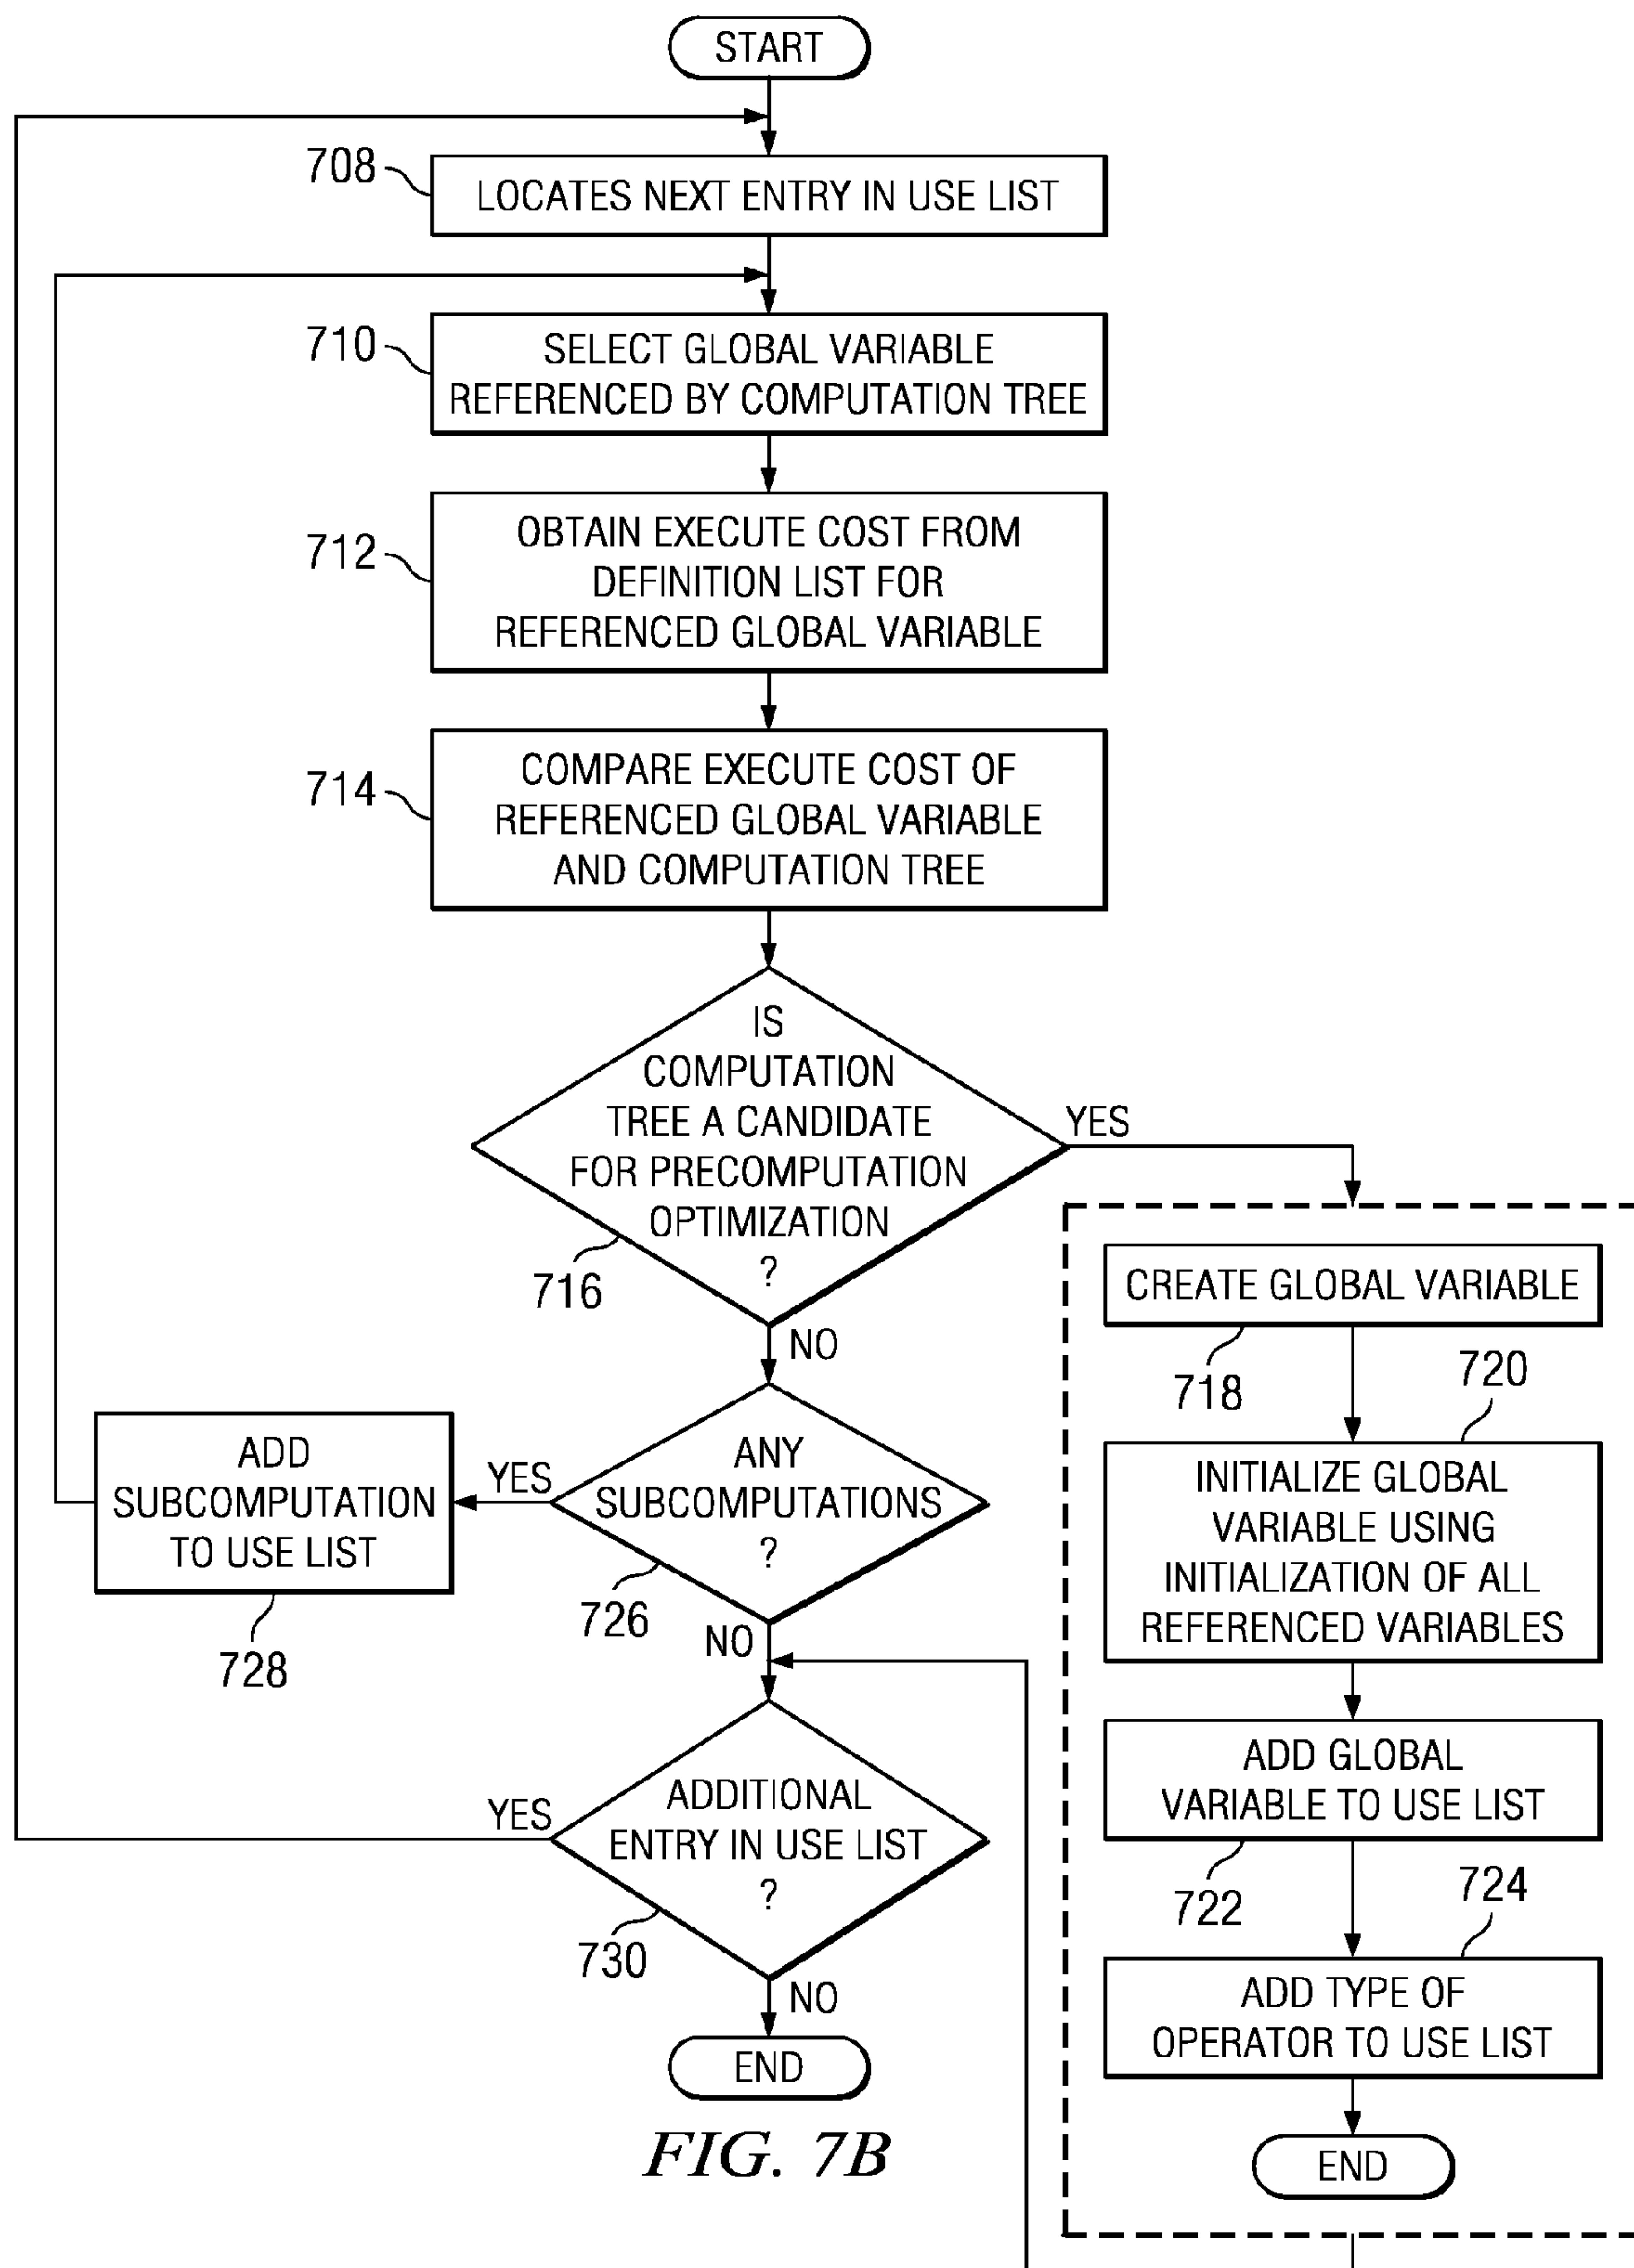 START
708
LOCATES NEXT ENTRY IN USE LIST
710
SELECT GLOBAL VARIABLE
REFERENCED BY COMPUTATION TREE
712
OBTAIN EXECUTE COST FROM
DEFINITION LIST FOR
REFERENCED GLOBAL VARIABLE
714
COMPARE EXECUTE COST OF
REFERENCED GLOBAL VARIABLE
AND COMPUTATION TREE
IS
COMPUTATION
TREE A CANDIDATE
FOR PRECOMPUTATION
OPTIMIZATION
?
716
YES
NO
CREATE GLOBAL VARIABLE
718
720
INITIALIZE GLOBAL
VARIABLE USING
INITIALIZATION OF ALL
REFERENCED VARIABLES
ADD GLOBAL
VARIABLE TO USE LIST
722
724
ADD TYPE OF
OPERATOR TO USE LIST
END
ANY
SUBCOMPUTATIONS
?
726
YES
NO
ADD
SUBCOMPUTATION
TO USE LIST
728
ADDITIONAL
ENTRY IN USE LIST
?
730
YES
NO
END
FIG. 7B